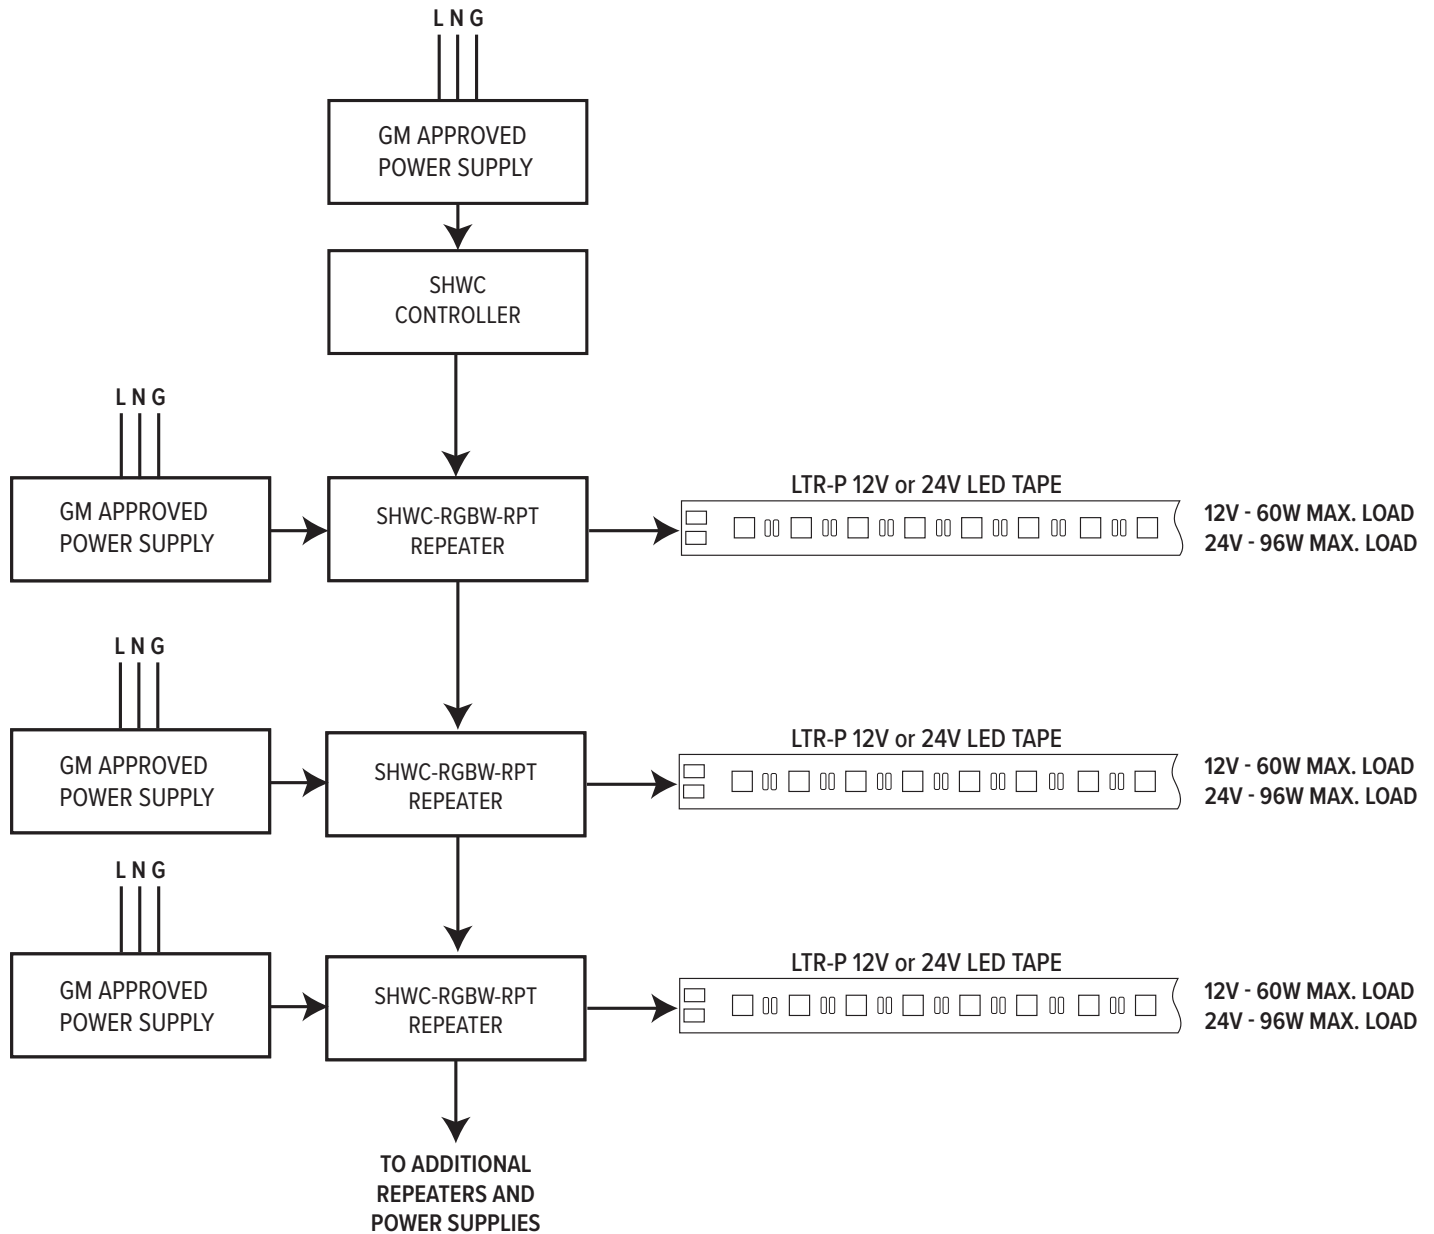 L N G
GM APPROVED
POWER SUPPLY
SHWC
CONTROLLER
L N G
GM APPROVED
POWER SUPPLY
SHWC-RGBW-RPT
REPEATER
LTR-P 12V or 24V LED TAPE
12V - 60W MAX. LOAD
24V - 96W MAX. LOAD
L N G
GM APPROVED
POWER SUPPLY
SHWC-RGBW-RPT
REPEATER
LTR-P 12V or 24V LED TAPE
12V - 60W MAX. LOAD
24V - 96W MAX. LOAD
L N G
GM APPROVED
POWER SUPPLY
SHWC-RGBW-RPT
REPEATER
LTR-P 12V or 24V LED TAPE
12V - 60W MAX. LOAD
24V - 96W MAX. LOAD
TO ADDITIONAL
REPEATERS AND
POWER SUPPLIES